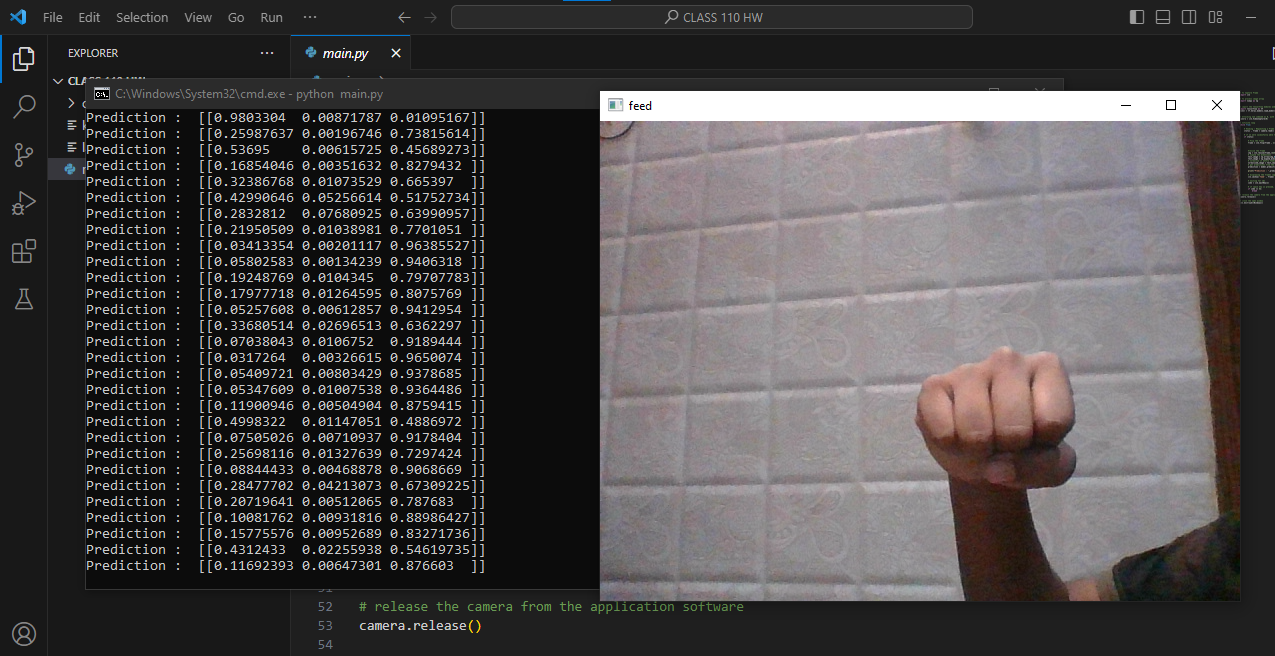 File Edit Selection View Go Run ··· CLASS 110 HW
EXPLORER ···
main.py
C:\Windows\System32\cmd.exe - python  main.py
feed
Prediction :  [[0.9803304  0.00871787 0.01095167]]
Prediction :  [[0.25987637 0.00196746 0.73815614]]
Prediction :  [[0.53695    0.00615725 0.45689273]]
Prediction :  [[0.16854046 0.00351632 0.8279432 ]]
Prediction :  [[0.32386768 0.01073529 0.665397  ]]
Prediction :  [[0.42990646 0.05256614 0.51752734]]
Prediction :  [[0.2832812  0.07680925 0.63990957]]
Prediction :  [[0.21950509 0.01038981 0.7701051 ]]
Prediction :  [[0.03413354 0.00201117 0.96385527]]
Prediction :  [[0.05802583 0.00134239 0.9406318 ]]
Prediction :  [[0.19248769 0.0104345  0.79707783]]
Prediction :  [[0.17977718 0.01264595 0.8075769 ]]
Prediction :  [[0.05257608 0.00612857 0.9412954 ]]
Prediction :  [[0.33680514 0.02696513 0.6362297 ]]
Prediction :  [[0.07038043 0.0106752  0.9189444 ]]
Prediction :  [[0.0317264  0.00326615 0.9650074 ]]
Prediction :  [[0.05409721 0.00803429 0.9378685 ]]
Prediction :  [[0.05347609 0.01007538 0.9364486 ]]
Prediction :  [[0.11900946 0.00504904 0.8759415 ]]
Prediction :  [[0.4998322  0.01147051 0.4886972 ]]
Prediction :  [[0.07505026 0.00710937 0.9178404 ]]
Prediction :  [[0.25698116 0.01327639 0.7297424 ]]
Prediction :  [[0.08844433 0.00468878 0.9068669 ]]
Prediction :  [[0.28477702 0.04213073 0.67309225]]
Prediction :  [[0.20719641 0.00512065 0.787683  ]]
Prediction :  [[0.10081762 0.00931816 0.88986427]]
Prediction :  [[0.15775576 0.00952689 0.83271736]]
Prediction :  [[0.4312433  0.02255938 0.54619735]]
Prediction :  [[0.11692393 0.00647301 0.876603  ]]
52 # release the camera from the application software
53 camera.release()
54